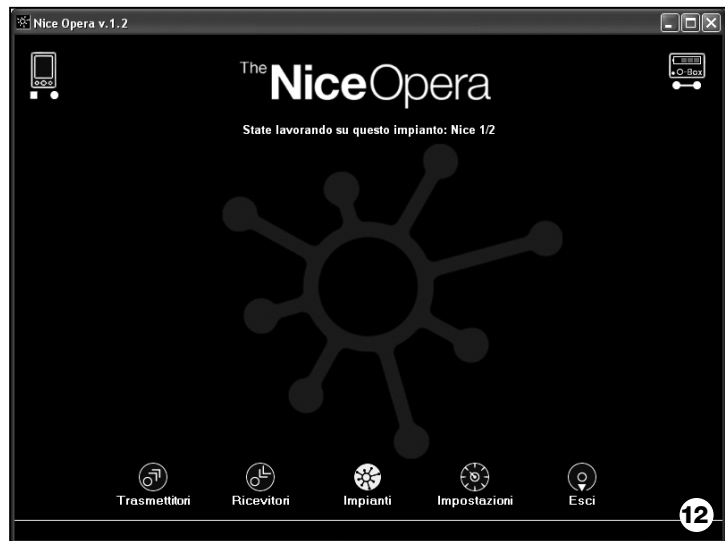 Nice Opera v.1.2
The NiceOpera
O-Box
State lavorando su questo impianto: Nice 1/2
Trasmettitori Ricevitori Impianti Impostazioni Esci
12